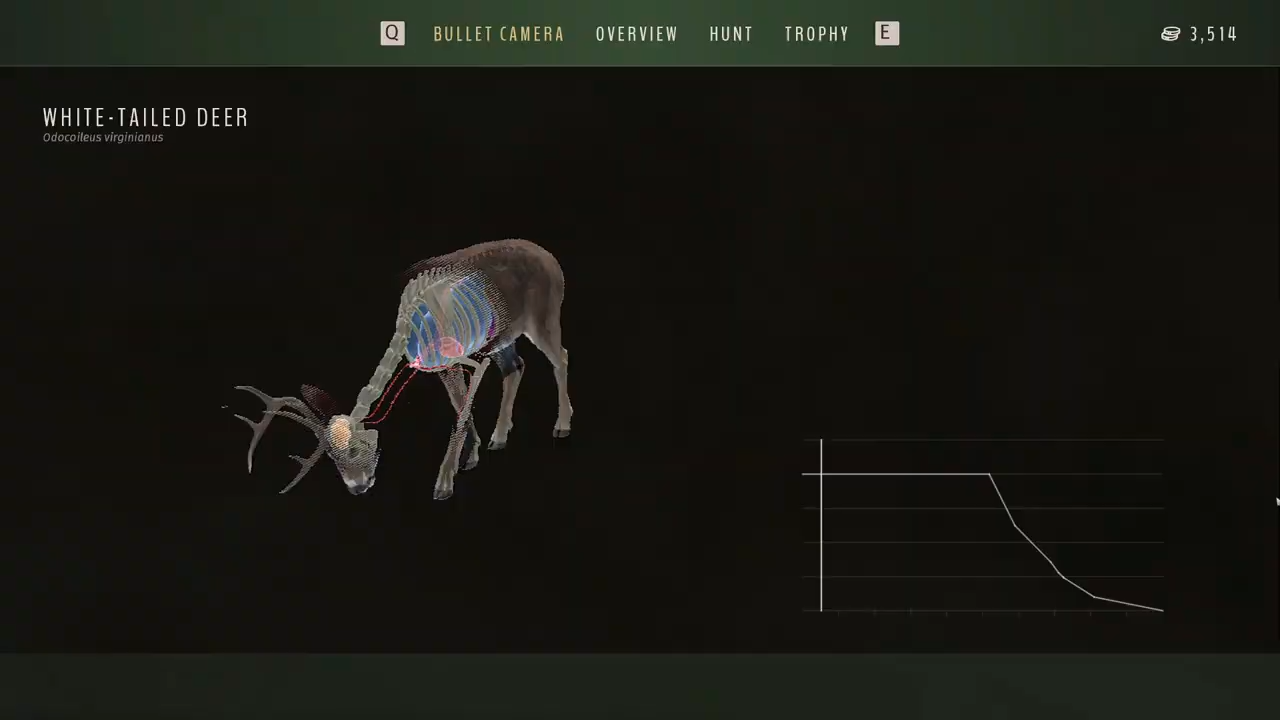 Q BULLET CAMERA OVERVIEW HUNT TROPHY E 3,514
WHITE-TAILED DEER
Odocoileus virginianus